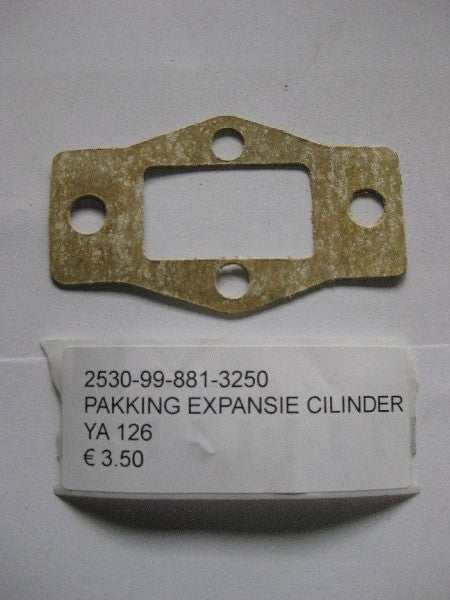 2530-99-881-3250
PAKKING EXPANSIE CILINDER
YA 126
€ 3.50